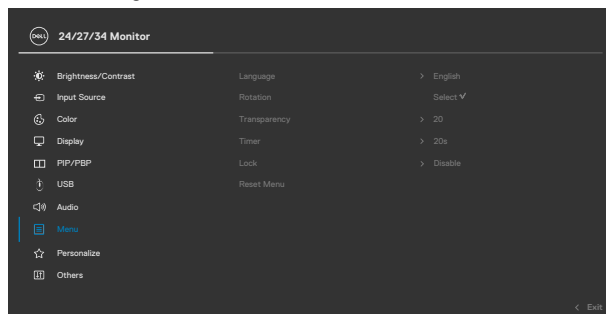 DELL 24/27/34 Monitor
Brightness/Contrast Language > English
Input Source Rotation Select ✓
Color Transparency > 20
Display Timer > 20s
PIP/PBP Lock > Disable
USB Reset Menu
Audio
Menu
Personalize
Others
< Exit